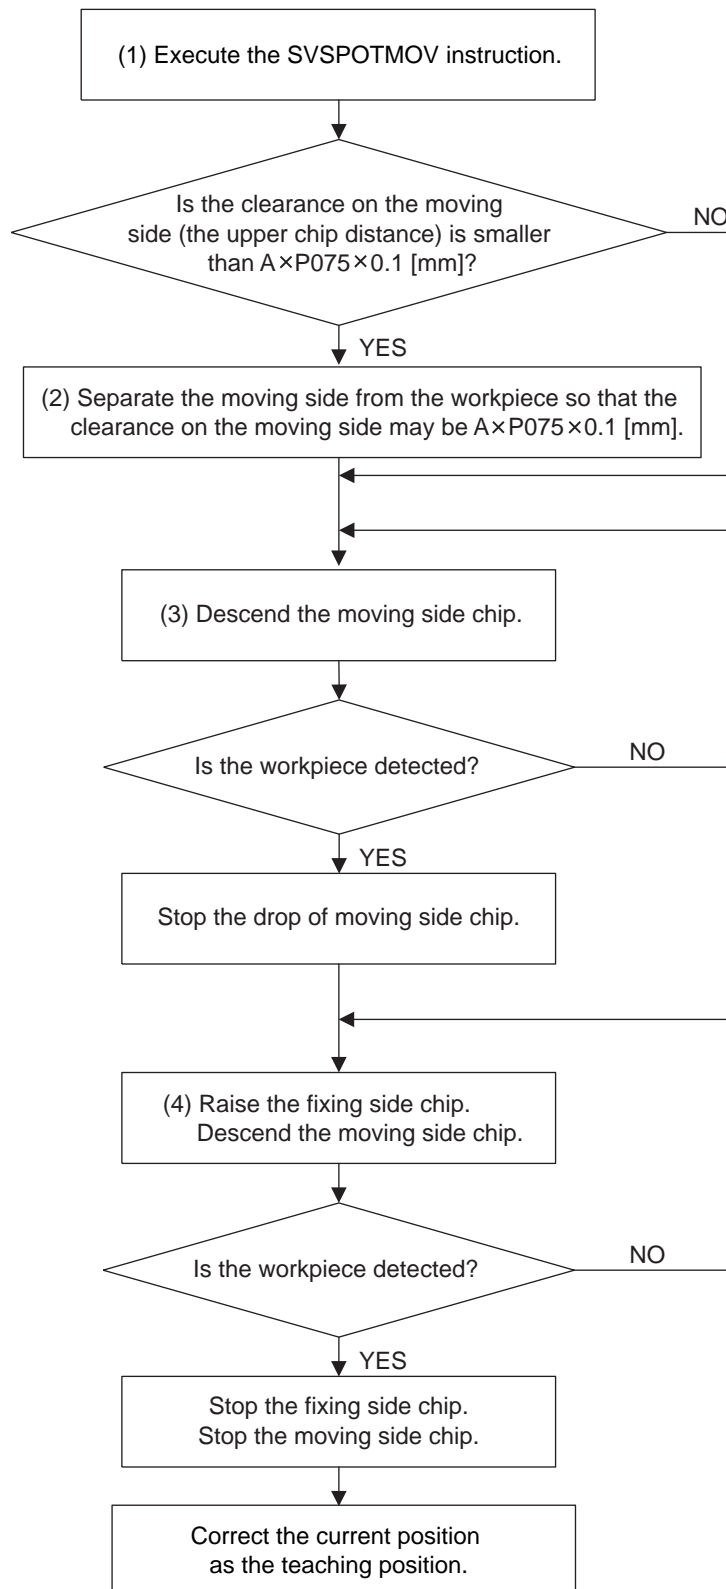 (1) Execute the SVSPOTMOV instruction.
Is the clearance on the moving
side (the upper chip distance) is smaller
than A×P075×0.1 [mm]?
NO
YES
(2) Separate the moving side from the workpiece so that the
clearance on the moving side may be A×P075×0.1 [mm].
(3) Descend the moving side chip.
Is the workpiece detected?
NO
YES
Stop the drop of moving side chip.
(4) Raise the fixing side chip.
Descend the moving side chip.
Is the workpiece detected?
NO
YES
Stop the fixing side chip.
Stop the moving side chip.
Correct the current position
as the teaching position.